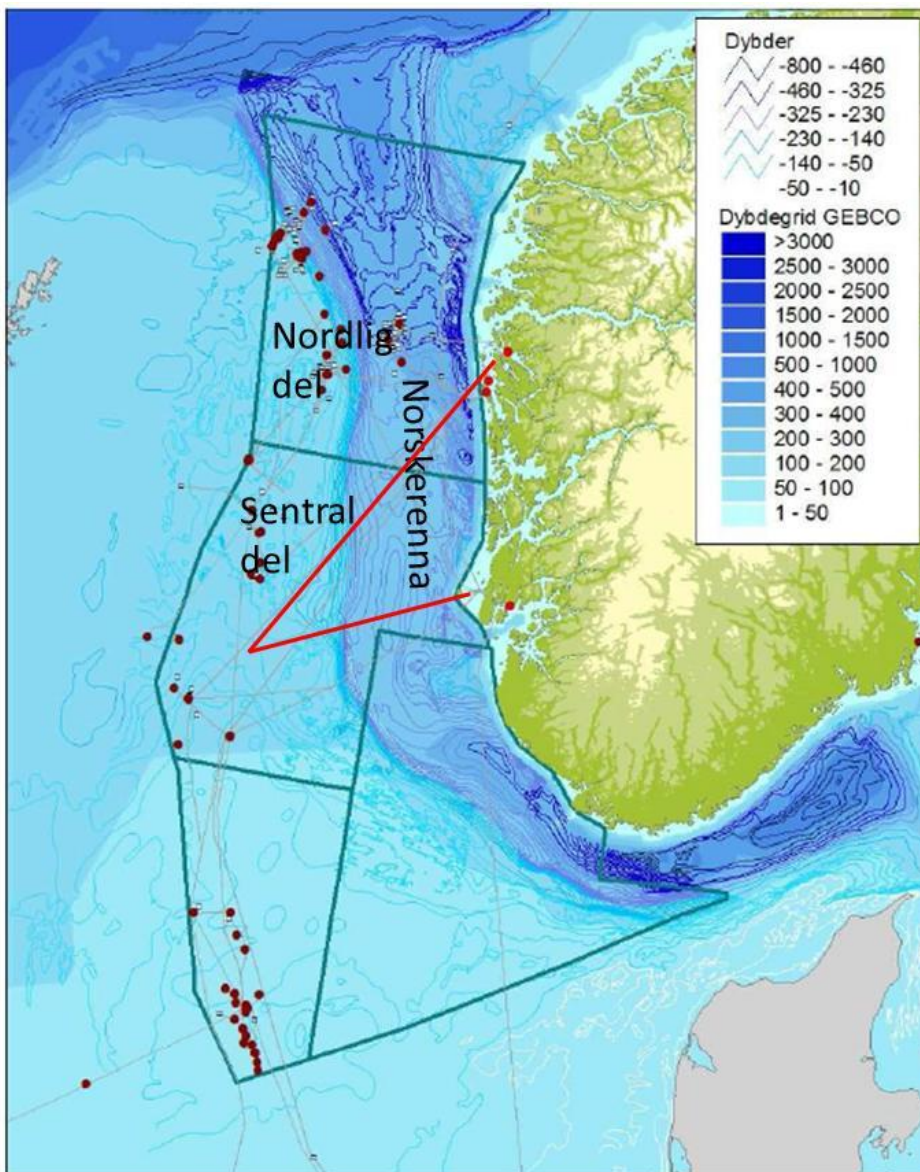 Dybder
-800 - -460
-460 - -325
-325 - -230
-230 - -140
-140 - -50
-50 - -10
Dybdegrid GEBCO
>3000
2500 - 3000
2000 - 2500
1500 - 2000
1000 - 1500
500 - 1000
400 - 500
300 - 400
200 - 300
100 - 200
50 - 100
1 - 50
Nordlig
del
Norskerenna
Sentral
del